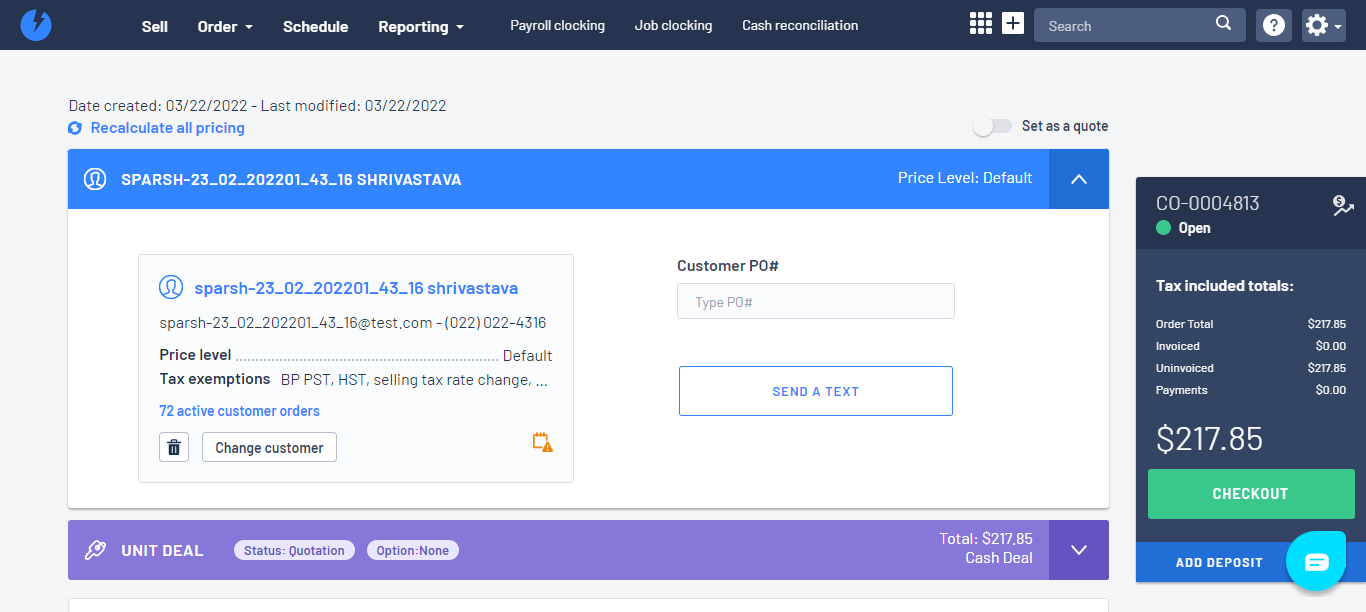 Sell Order Schedule Reporting Payroll clocking Job clocking Cash reconciliation Search
Date created: 03/22/2022 - Last modified: 03/22/2022
Recalculate all pricing
Set as a quote
SPARSH-23_02_202201_43_16 SHRIVASTAVA
Price Level: Default
sparsh-23_02_202201_43_16 shrivastava
sparsh-23_02_202201_43_16@test.com - (022) 022-4316
Price level Default
Tax exemptions BP PST, HST, selling tax rate change, ...
72 active customer orders
Change customer
Customer PO#
Type PO#
SEND A TEXT
UNIT DEAL
Status: Quotation
Option:None
Total: $217.85
Cash Deal
CO-0004813
Open
Tax included totals:
Order Total $217.85
Invoiced $0.00
Uninvoiced $217.85
Payments $0.00
$217.85
CHECKOUT
ADD DEPOSIT